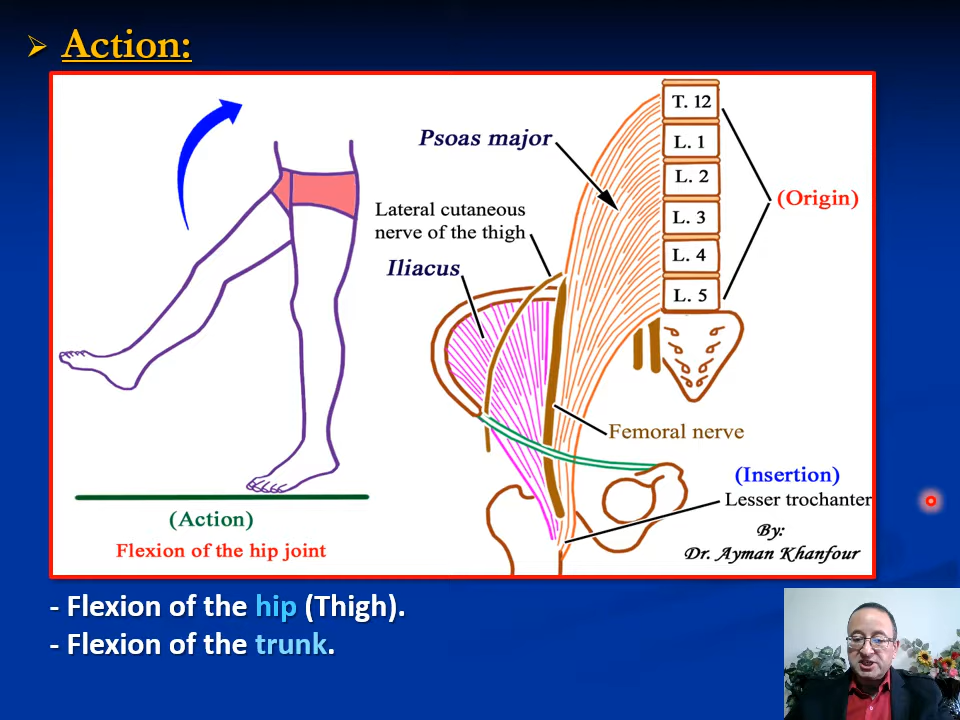 ➢ Action:
T. 12
Psoas major
L. 1
L. 2
(Origin)
Lateral cutaneous
nerve of the thigh
L. 3
L. 4
Iliacus
L. 5
Femoral nerve
(Insertion)
Lesser trochanter
(Action)
By:
Flexion of the hip joint
Dr. Ayman Khanfour
- Flexion of the hip (Thigh).
- Flexion of the trunk.